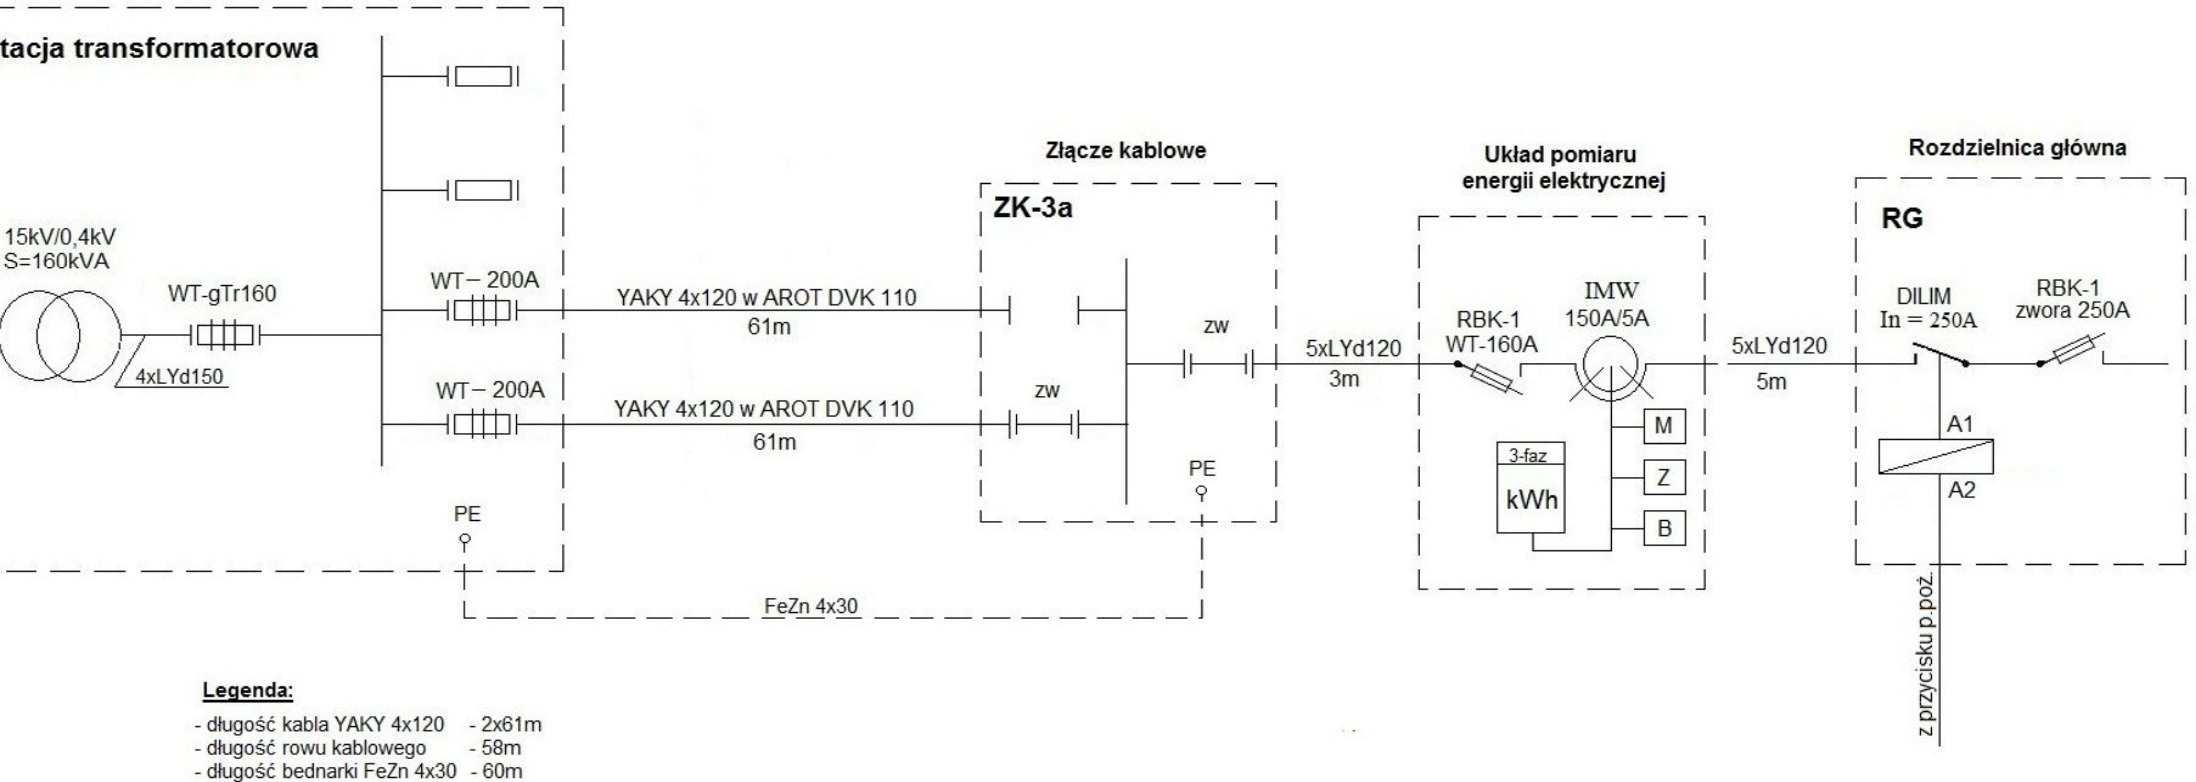 tacja transformatorowa
15kV/0,4kV
S=160kVA
WT-gTr160
4xLYd150
WT– 200A
WT– 200A
PE
YAKY 4x120 w AROT DVK 110
61m
YAKY 4x120 w AROT DVK 110
61m
FeZn 4x30
Złącze kablowe
ZK-3a
zw
zw
PE
5xLYd120
3m
Układ pomiaru
energii elektrycznej
RBK-1
WT-160A
IMW
150A/5A
3-faz
kWh
M
Z
B
5xLYd120
5m
Rozdzielnica główna
RG
DILIM
In = 250A
RBK-1
zwora 250A
A1
A2
z przycisku p.poż.
Legenda:
- długość kabla YAKY 4x120 - 2x61m
- długość rowu kablowego - 58m
- długość bednarki FeZn 4x30 - 60m